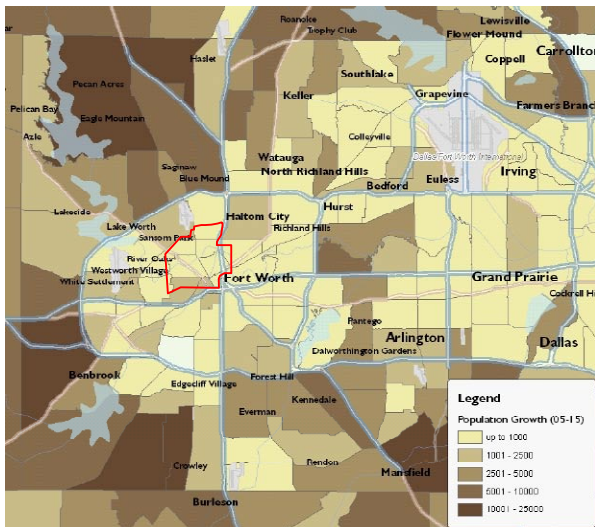 Roanoke
Lewisville
Trophy Club
Flower Mound
Carrollton
Haslet
Coppell
Southlake
Pecan Acres
Keller
Grapevine
Pelican Bay
Farmers Branch
Eagle Mountain
Azle
Colleyville
Watauga
Dallas Fort Worth International
Saginaw
North Richland Hills
Irving
Blue Mound
Bedford
Euless
Lakeside
Haltom City
Hurst
Lake Worth
Richland Hills
Sansom Park
River Oaks
Westworth Village
Fort Worth
Grand Prairie
White Settlement
Cockrell Hi
Pantego
Arlington
Dallas
Dalworthington Gardens
Benbrook
Forest Hill
Edgecliff Village
Kennedale
Everman
Legend
Population Growth (05-15)
up to 1000
1001 - 2500
2501 - 5000
5001 - 10000
10001 - 25000
Crowley
Rendon
Mansfield
Burleson